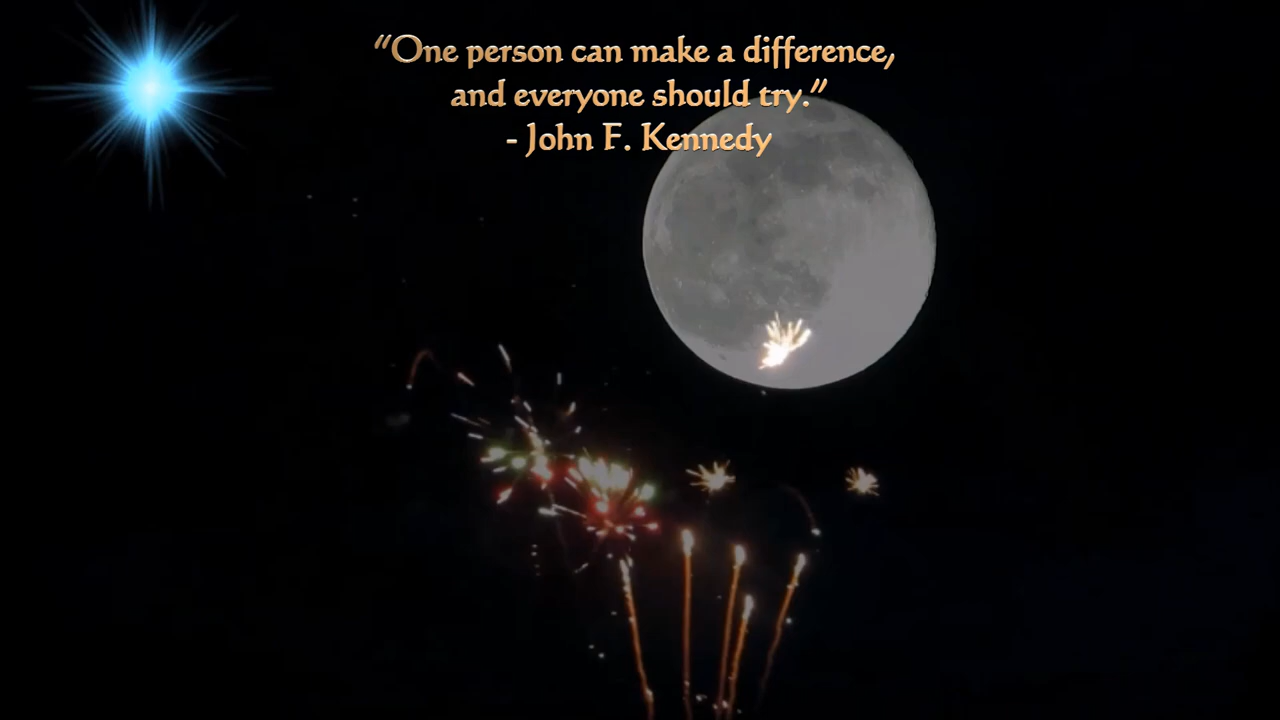 “One person can make a difference,
and everyone should try.”
- John F. Kennedy